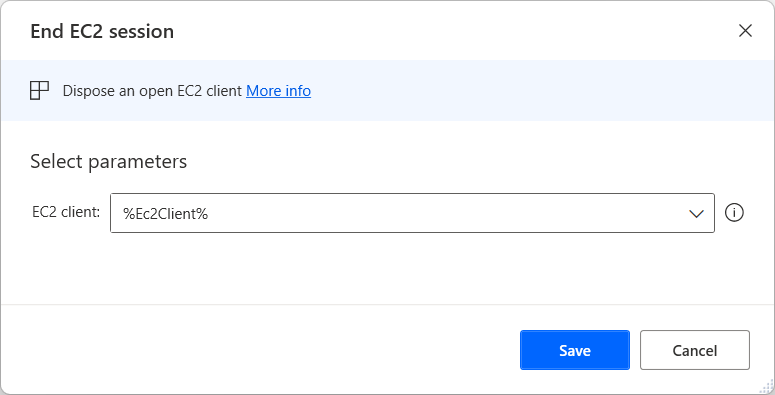 End EC2 session
Dispose an open EC2 client More info
Select parameters
EC2 client: %Ec2Client%
Save Cancel